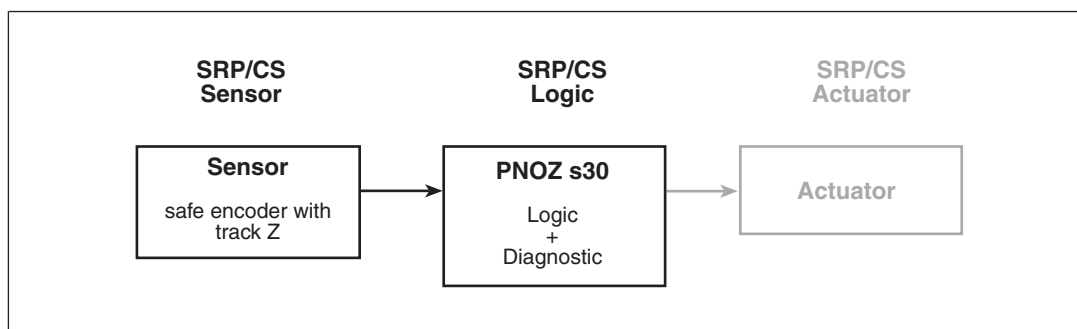 SRP/CS
Sensor
SRP/CS
Logic
SRP/CS
Actuator
Sensor
safe encoder with
track Z
PNOZ s30
Logic
+
Diagnostic
Actuator